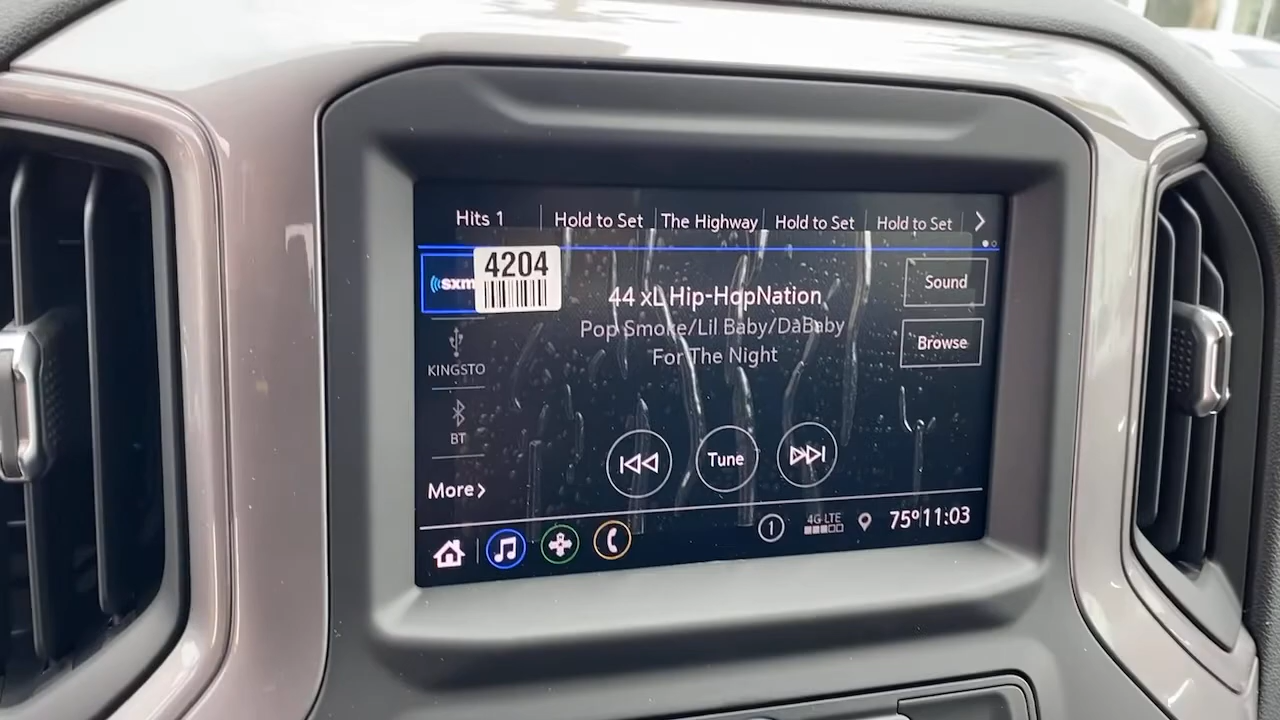 Hits 1
Hold to Set
The Highway
Hold to Set
Hold to Set
sxm
4204
44 xL Hip-HopNation
Pop Smoke/Lil Baby/DaBaby
For The Night
Sound
Browse
KINGSTO
BT
Tune
More
1
4G LTE
75° 11:03